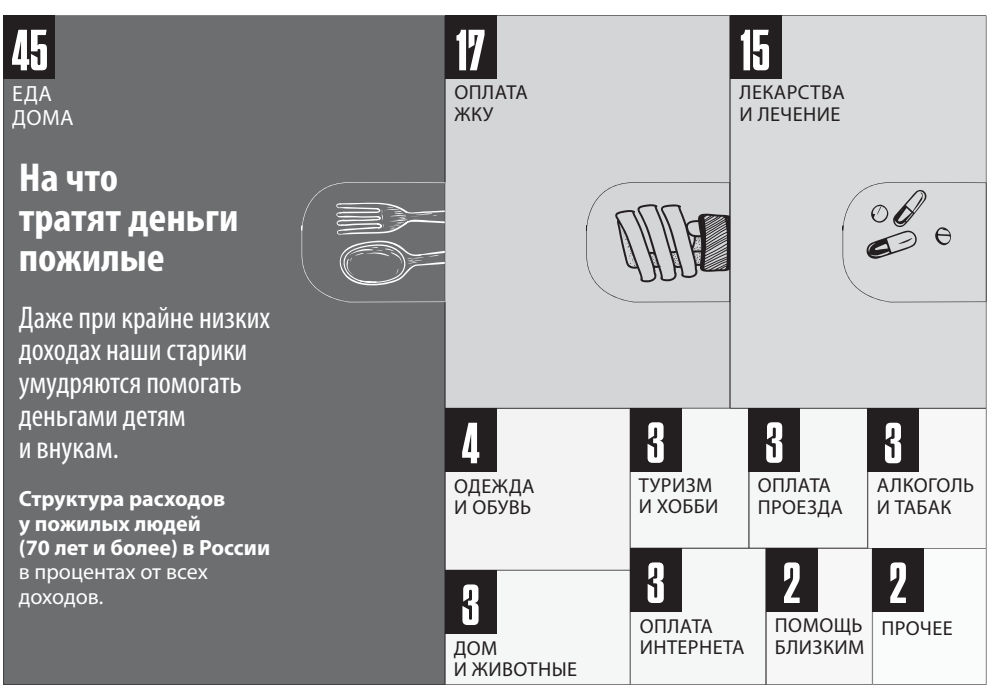 45
ЕДА
ДОМА
На что
тратят деньги
пожилые
Даже при крайне низких
доходах наши старики
умудряются помогать
деньгами детям
и внукам.
Структура расходов
у пожилых людей
(70 лет и более) в России
в процентах от всех
доходов.
17
ОПЛАТА
ЖКУ
15
ЛЕКАРСТВА
И ЛЕЧЕНИЕ
4
ОДЕЖДА
И ОБУВЬ
3
ТУРИЗМ
И ХОББИ
3
ОПЛАТА
ПРОЕЗДА
3
АЛКОГОЛЬ
И ТАБАК
3
ДОМ
И ЖИВОТНЫЕ
3
ОПЛАТА
ИНТЕРНЕТА
2
ПОМОЩЬ
БЛИЗКИМ
2
ПРОЧЕЕ